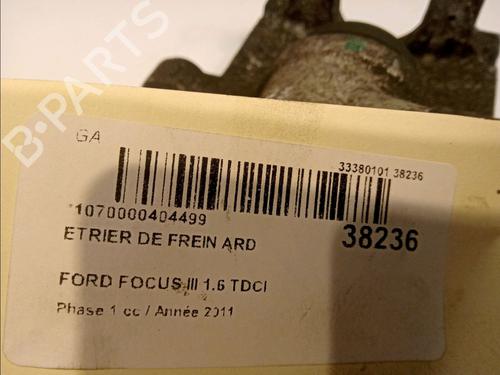 B-PARTS
GA
33380101 38236
*1070000404499
38236
ETRIER DE FREIN ARD
FORD FOCUS III 1.6 TDCI
Phase 1 cc / Année 2011